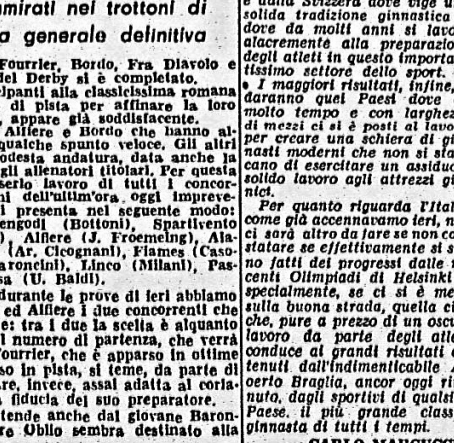 mirati nei trottoni di
a generale definitiva
Fourrier, Bordo, Fra Diavolo e
del Derby si è completato.
ipanti alla classicissima romana
di pista per affinare la loro
appare già soddisfacente.
Alfiere e Bordo che hanno al-
qualche spunto veloce. Gli altri
odesta andatura, data anche la
gli allenatori titolari. Per questa
serio lavoro di tutti i concor-
ni dell'ultim'ora, oggi impreve-
i presenta nel seguente modo:
engodi (Bottoni), Spartivento
), Alfiere (J. Froemeing), Ala-
(Ar. Cicognani), Flames (Caso-
aroncini), Linco (Milani), Pas-
sa (U. Baldi).
durante le prove di ieri abbiamo
ed Alfiere i due concorrenti che
e: tra i due la scelta è alquanto
l numero di partenza, che verrà
Fourrier, che è apparso in ottime
so in pista, si teme, da parte di
re, invece, assai adatta al coria-
fiducia del suo preparatore.
tende anche dal giovane Baron-
re Oblio sembra destinato alla
e dalla Svizzera dove vige u
solida tradizione ginnastica
dove da molti anni si lavo
alacremente alla preparazio
degli atleti in questo importa
tissimo settore dello sport.
I maggiori risultati, infine,
daranno quei Paesi dove
molto tempo e con larghez
di mezzi ci si è posti al lavo
per creare una schiera di gi
nasti moderni che non si sta
cano di esercitare un assiduo
solido lavoro agli attrezzi gi
nici.
Per quanto riguarda l'Ital
come già accennavamo ieri, n
ci sarà altro da fare se non co
statare se effettivamente si s
no fatti dei progressi dalle r
centi Olimpiadi di Helsinki
specialmente, se ci si è me
sulla buona strada, quella ci
che, pure a prezzo di un oscu
lavoro da parte degli atle
conduce ai grandi risultati o
tenuti dall'indimenticabile A
berto Braglia, ancor oggi ri
nuto, dagli sportivi di qualsi
Paese, il più grande class
ginnasta di tutti i tempi.